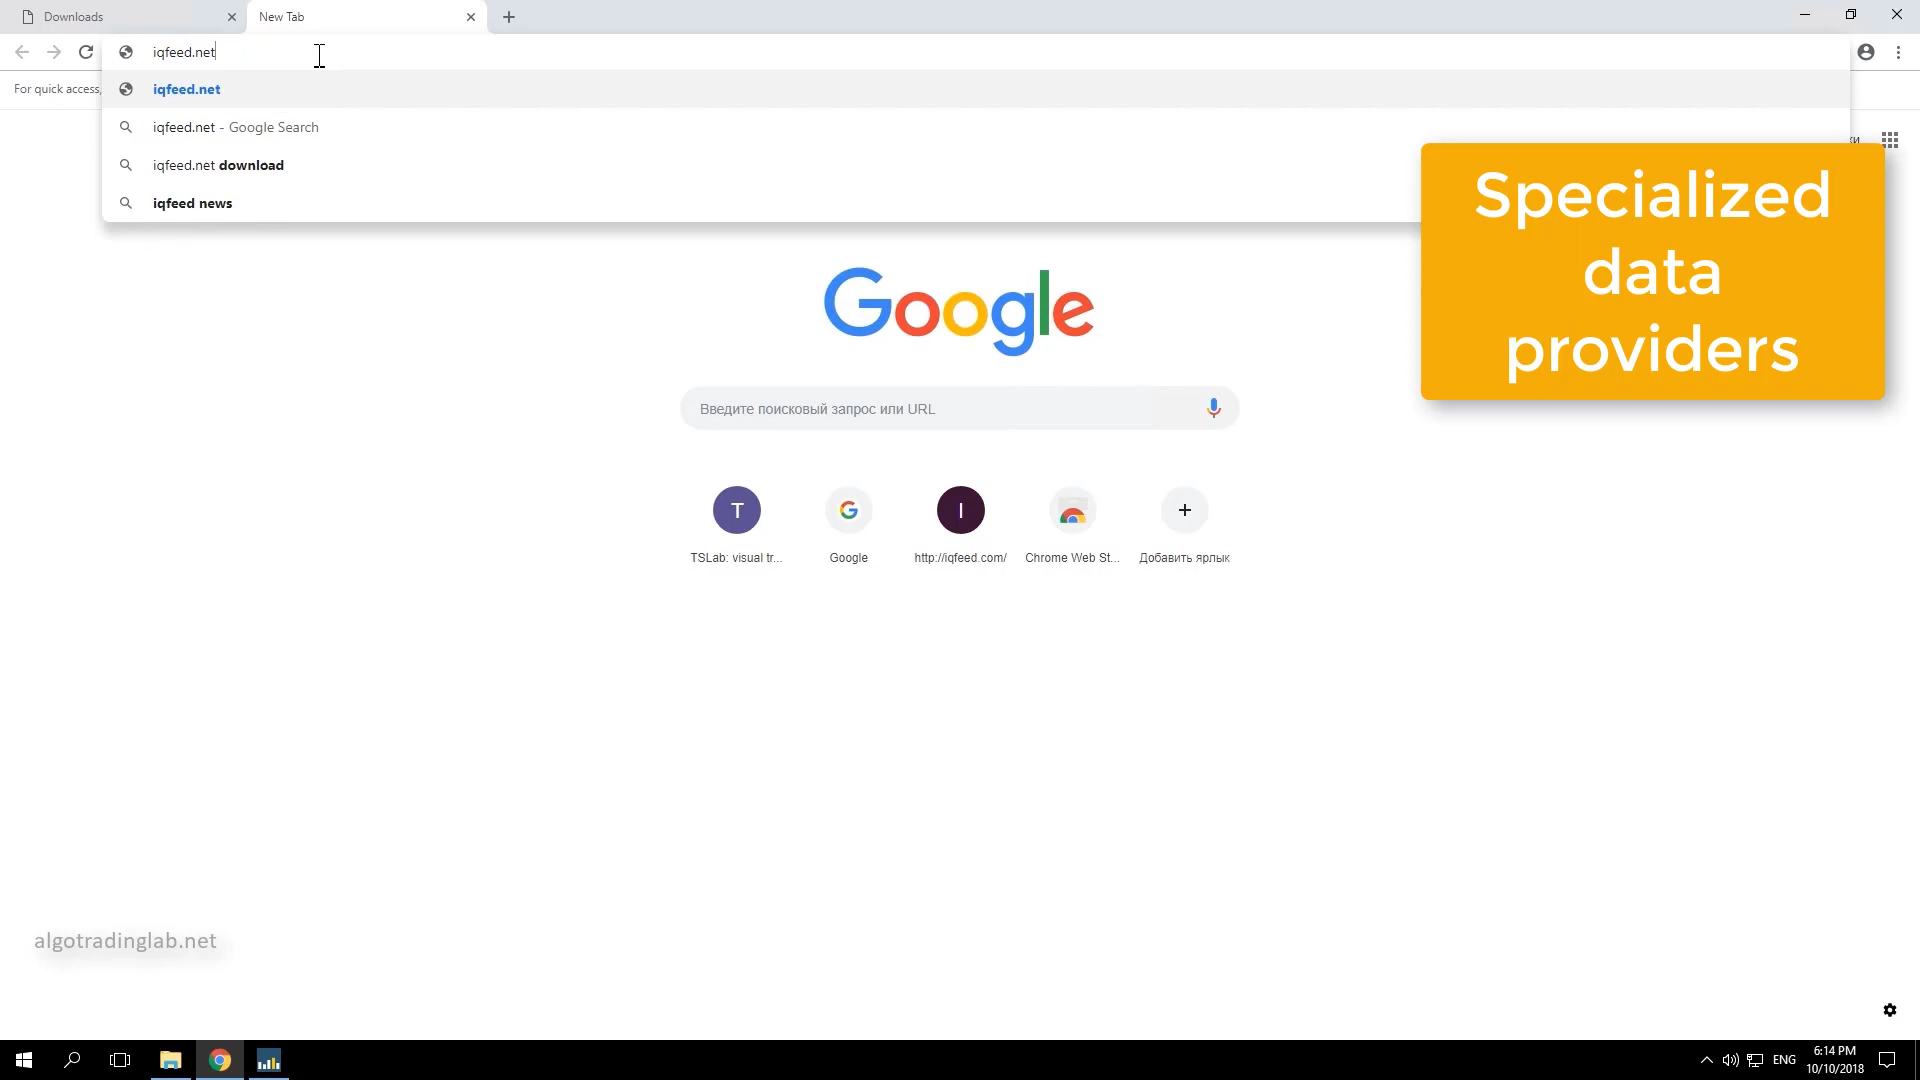 Downloads
New Tab
iqfeed.net
For quick access,
iqfeed.net
iqfeed.net - Google Search
iqfeed.net download
iqfeed news
ки
Specialized
data
providers
Google
Введите поисковый запрос или URL
T
G
I
TSLab: visual tr...
Google
http://iqfeed.com/
Chrome Web St...
Добавить ярлык
algotradinglab.net
ENG
6:14 PM
10/10/2018